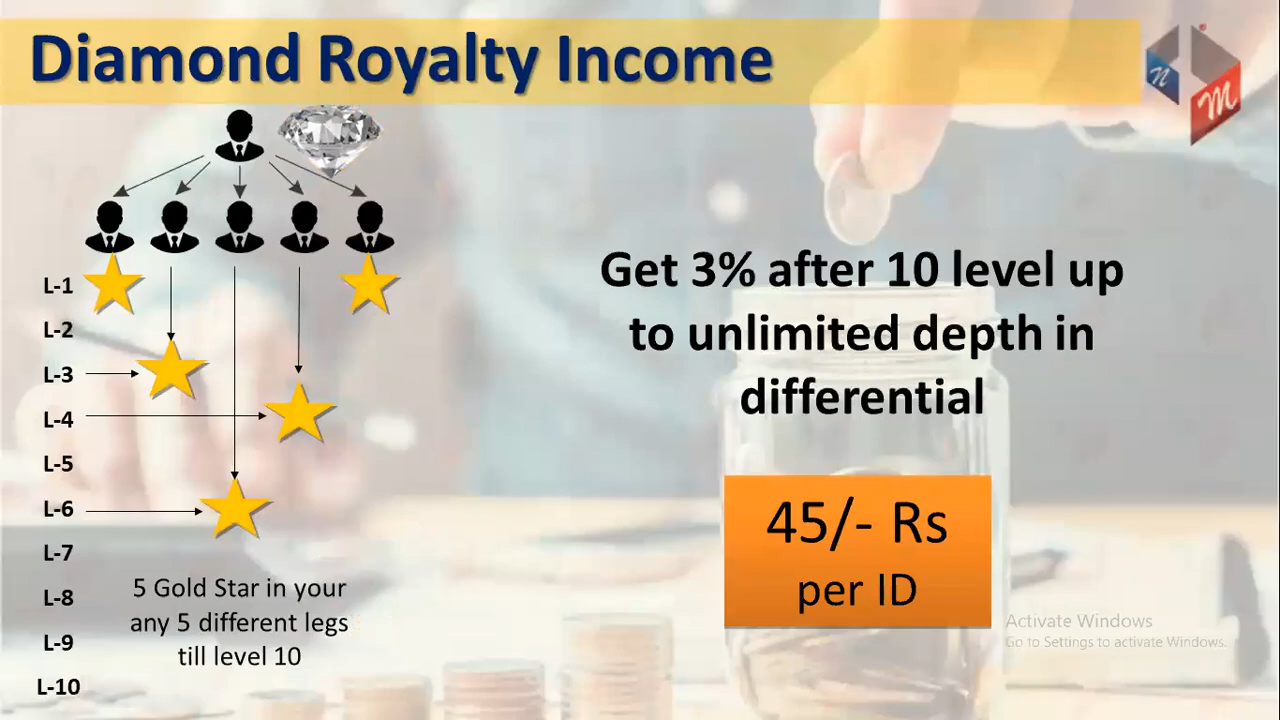 Diamond Royalty Income
n
m
L-1
L-2
L-3
L-4
L-5
L-6
L-7
L-8
L-9
L-10
5 Gold Star in your
any 5 different legs
till level 10
Get 3% after 10 level up
to unlimited depth in
differential
45/- Rs
per ID
Activate Windows
Go to Settings to activate Windows.